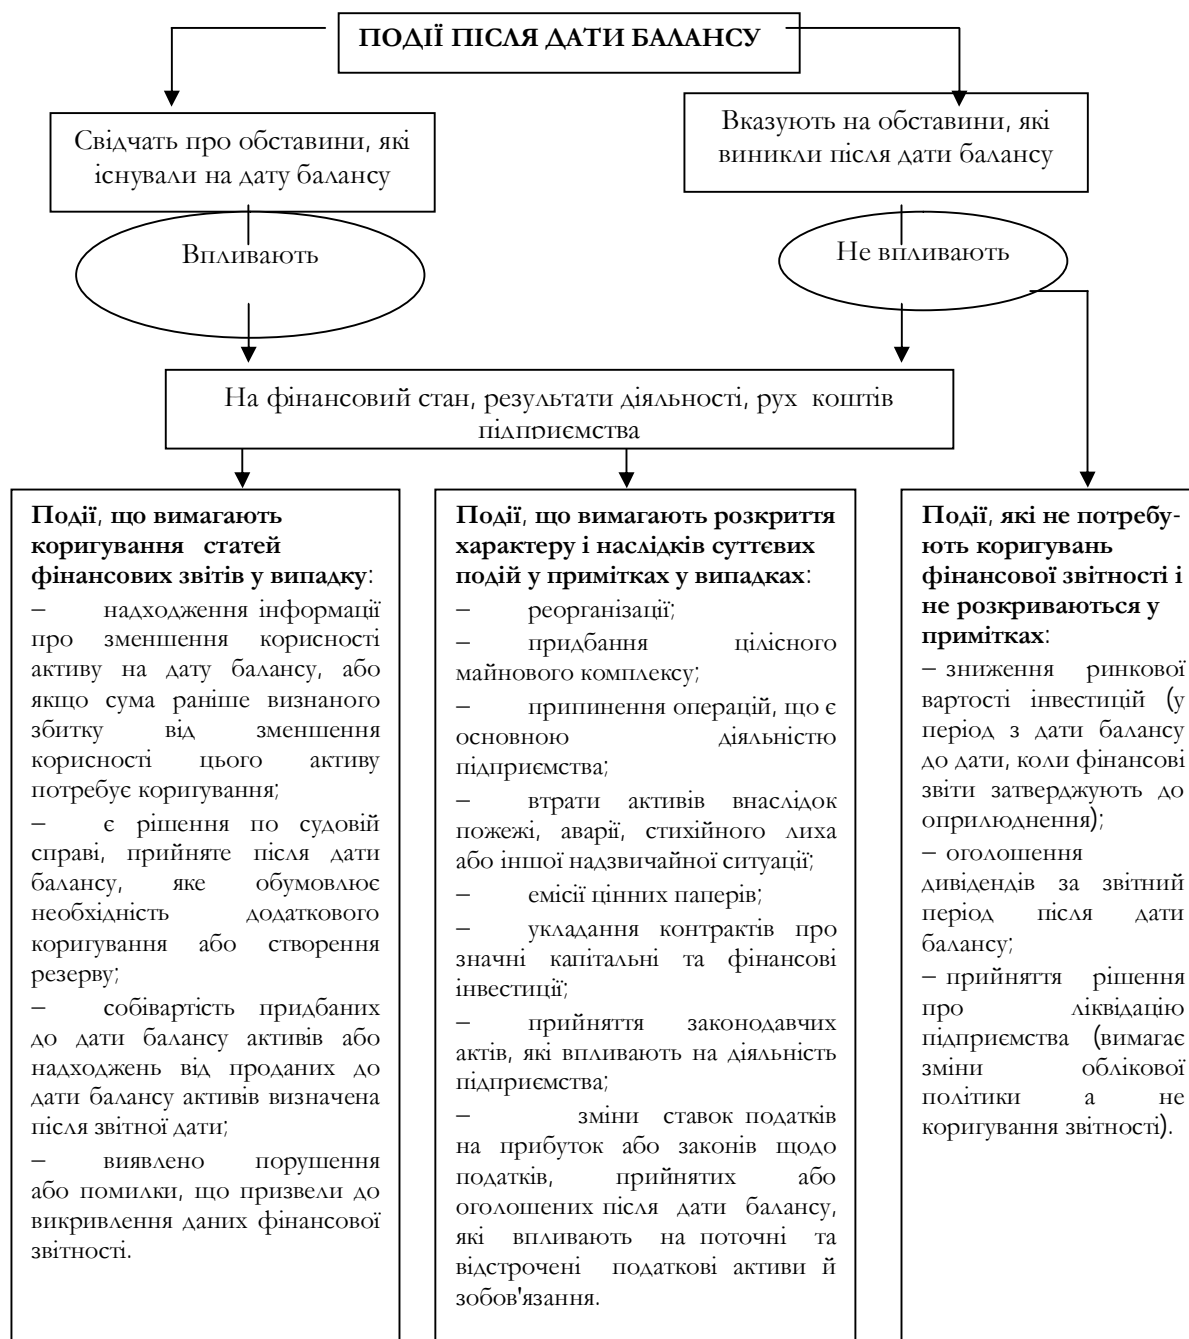 ПОДІЇ ПІСЛЯ ДАТИ БАЛАНСУ
Свідчать про обставини, які
існували на дату балансу
Вказують на обставини, які
виникли після дати балансу
Впливають
Не впливають
На фінансовий стан, результати діяльності, рух коштів
підприємства
Події, що вимагають
коригування статей
фінансових звітів у випадку:
– надходження інформації
про зменшення корисності
активу на дату балансу, або
якщо сума раніше визнаного
збитку від зменшення
корисності цього активу
потребує коригування;
– є рішення по судовій
справі, прийняте після дати
балансу, яке обумовлює
необхідність додаткового
коригування або створення
резерву;
– собівартість придбаних
до дати балансу активів або
надходжень від проданих до
дати балансу активів визначена
після звітної дати;
– виявлено порушення
або помилки, що призвели до
викривлення даних фінансової
звітності.
Події, що вимагають розкриття
характеру і наслідків суттєвих
подій у примітках у випадках:
– реорганізації;
– придбання цілісного
майнового комплексу;
– припинення операцій, що є
основною діяльністю
підприємства;
– втрати активів внаслідок
пожежі, аварії, стихійного лиха
або іншої надзвичайної ситуації;
– емісії цінних паперів;
– укладання контрактів про
значні капітальні та фінансові
інвестиції;
– прийняття законодавчих
актів, які впливають на діяльність
підприємства;
– зміни ставок податків
на прибуток або законів щодо
податків, прийнятих або
оголошених після дати балансу,
які впливають на поточні та
відстрочені податкові активи й
зобов'язання.
Події, які не потребу-
ють коригувань
фінансової звітності і
не розкриваються у
примітках:
– зниження ринкової
вартості інвестицій (у
період з дати балансу
до дати, коли фінансові
звіти затверджують до
оприлюднення);
– оголошення
дивідендів за звітний
період після дати
балансу;
– прийняття рішення
про ліквідацію
підприємства (вимагає
зміни облікової
політики а не
коригування звітності).